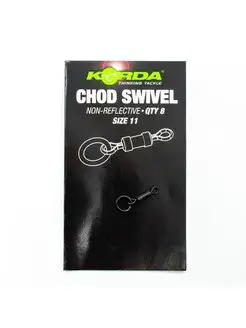 KORDA
THINKING TACKLE
CHOD SWIVEL
NON-REFLECTIVE • QTY 8
SIZE 11